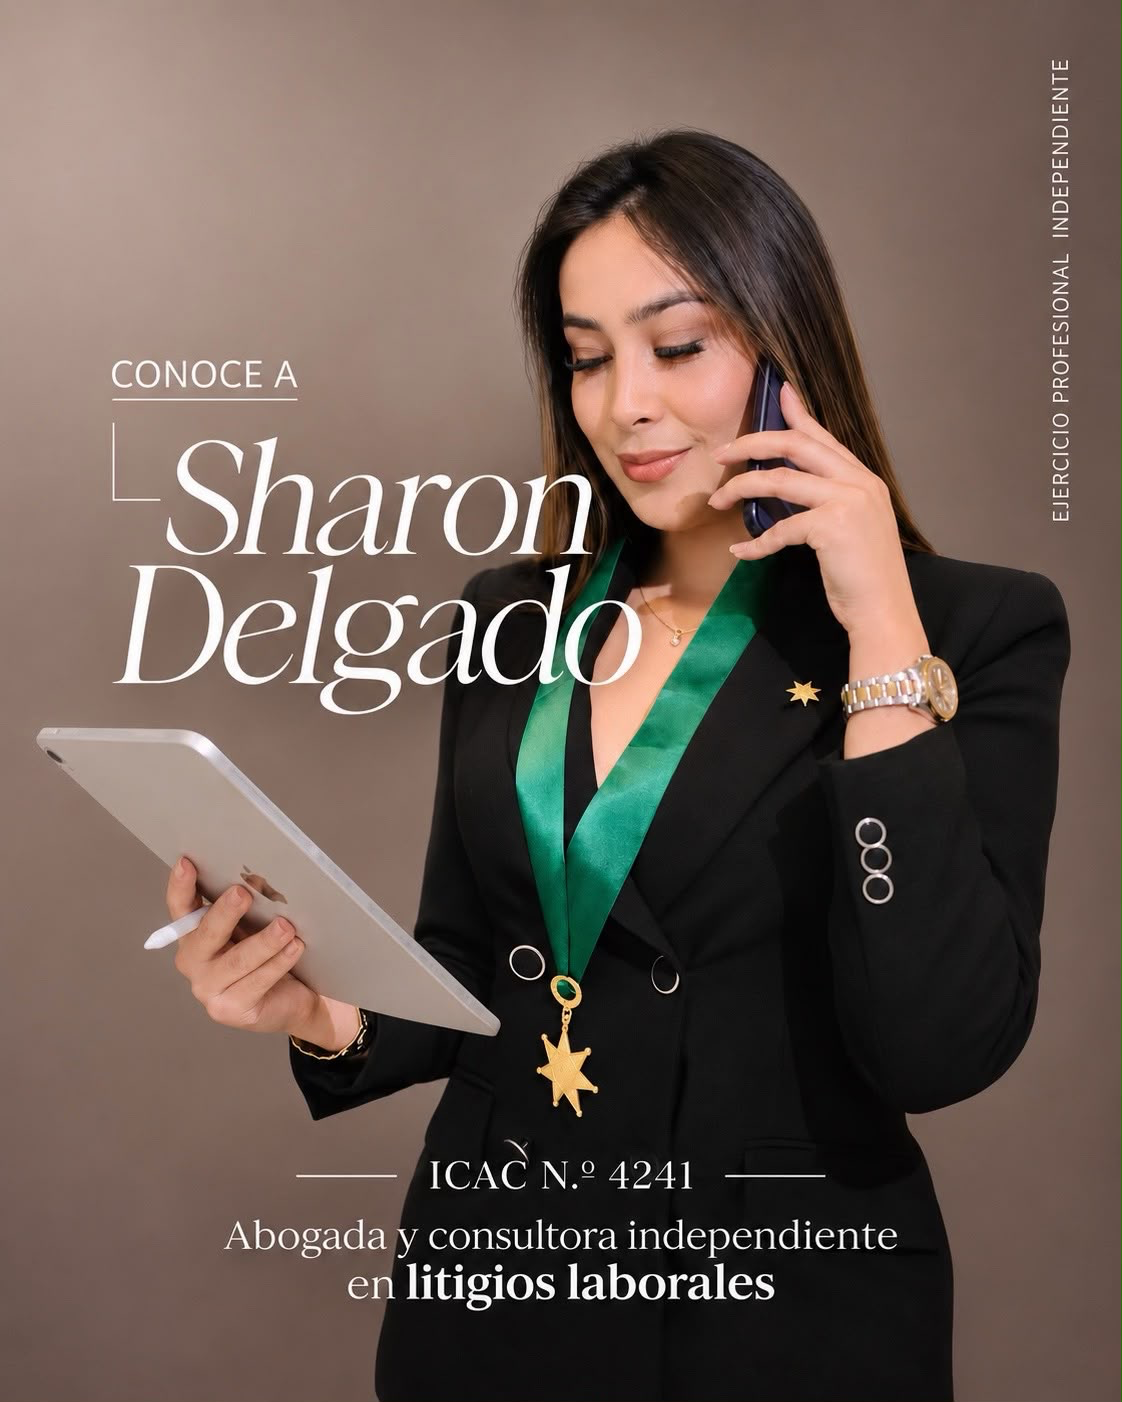 CONOCE A
Sharon
Delgado
EJERCICIO PROFESIONAL INDEPENDIENTE
ICAC N.º 4241
Abogada y consultora independiente
en litigios laborales